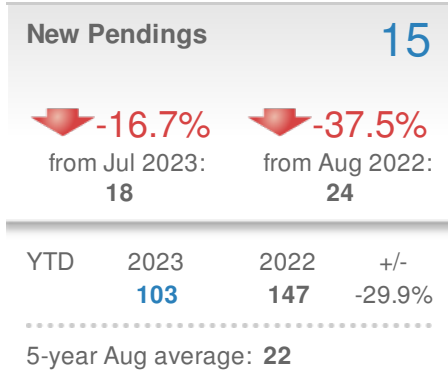 New Pendings 15
-16.7% -37.5%
from Jul 2023: from Aug 2022:
18 24
YTD 2023 2022 +/-
103 147 -29.9%
5-year Aug average: 22